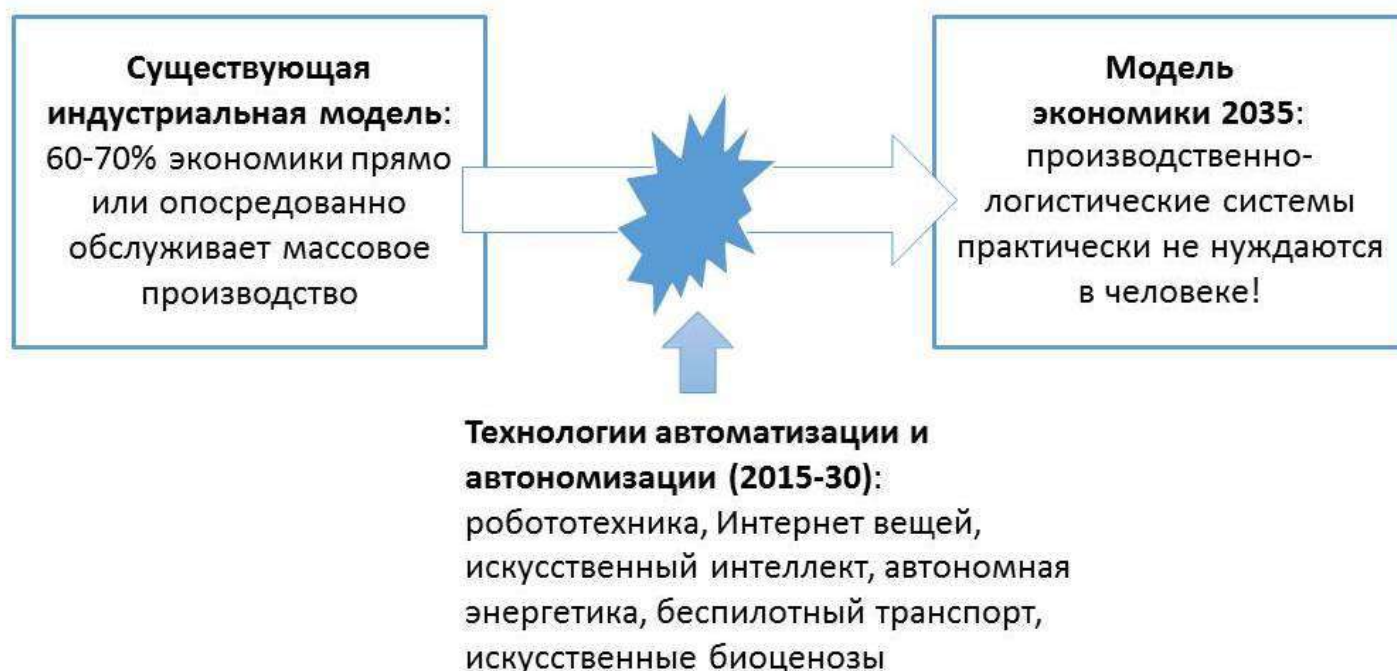 Существующая
индустриальная модель:
60-70% экономики прямо
или опосредованно
обслуживает массовое
производство
Модель
экономики 2035:
производственно-
логистические системы
практически не нуждаются
в человеке!
Технологии автоматизации и
автономизации (2015-30):
робототехника, Интернет вещей,
искусственный интеллект, автономная
энергетика, беспилотный транспорт,
искусственные биоценозы